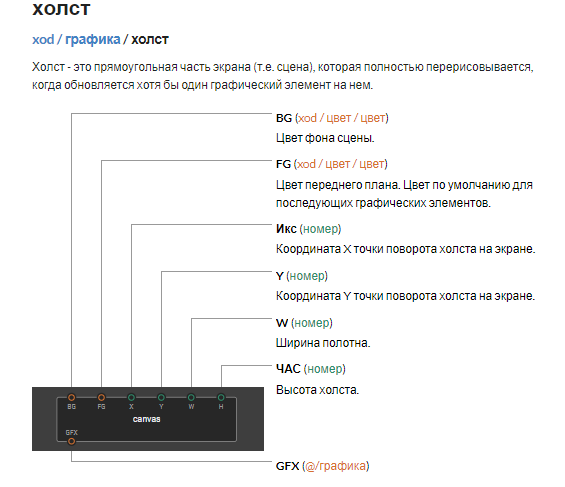 холст
xod / графика / холст
Холст - это прямоугольная часть экрана (т.е. сцена), которая полностью перерисовывается,
когда обновляется хотя бы один графический элемент на нем.
BG (xod / цвет / цвет)
Цвет фона сцены.
FG (xod / цвет / цвет)
Цвет переднего плана. Цвет по умолчанию для
последующих графических элементов.
Икс (номер)
Координата X точки поворота холста на экране.
Y (номер)
Координата Y точки поворота холста на экране.
W (номер)
Ширина полотна.
ЧАС (номер)
Высота холста.
BG FG X Y W H
canvas
GFX
GFX (@/графика)